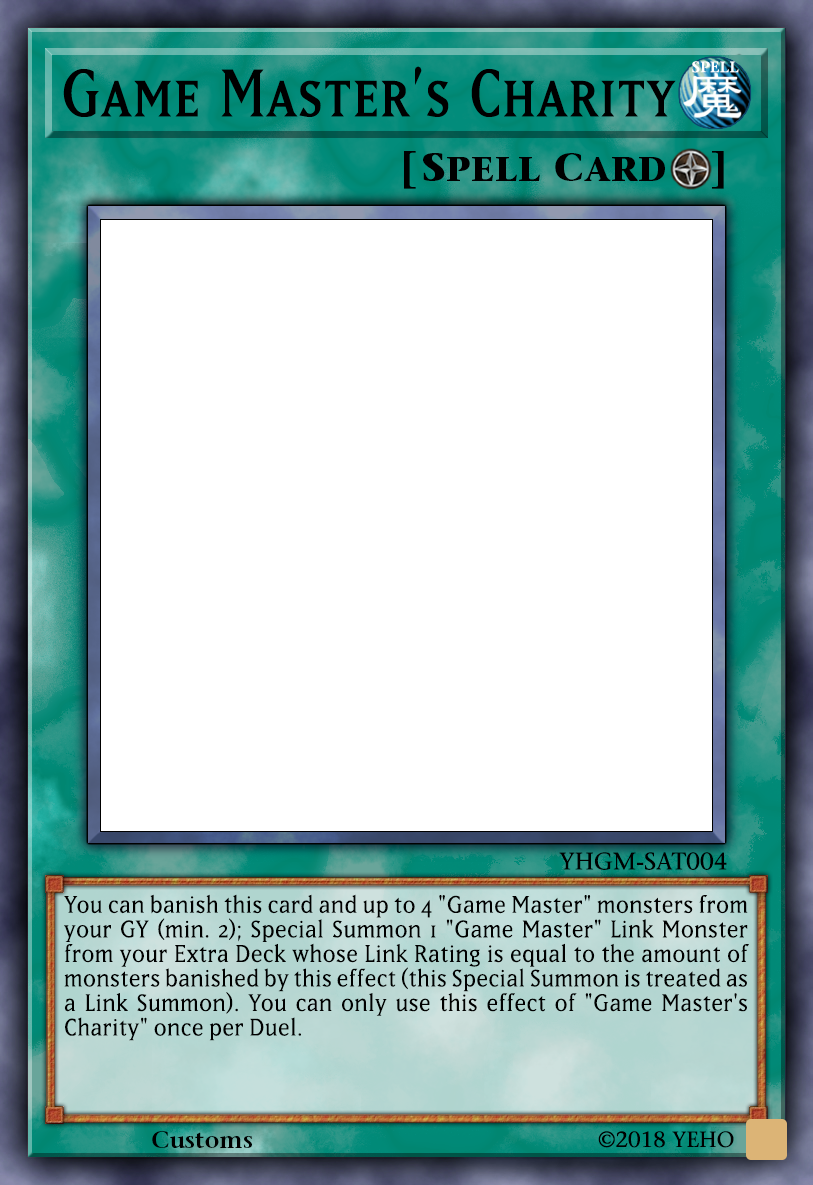 Game Master's Charity
SPELL
魔
[Spell Card]
YHGM-SAT004
You can banish this card and up to 4 "Game Master" monsters from
your GY (min. 2); Special Summon 1 "Game Master" Link Monster
from your Extra Deck whose Link Rating is equal to the amount of
monsters banished by this effect (this Special Summon is treated as
a Link Summon). You can only use this effect of "Game Master's
Charity" once per Duel.
Customs
©2018 YEHO